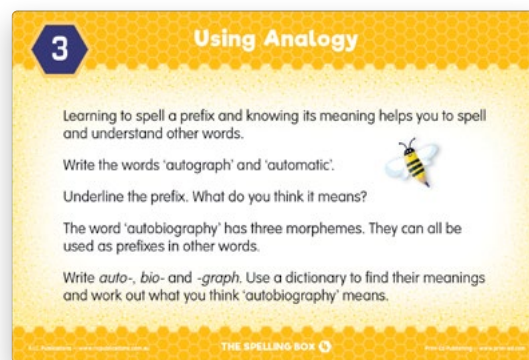 3
Using Analogy
Learning to spell a prefix and knowing its meaning helps you to spell
and understand other words.
Write the words ‘autograph’ and ‘automatic’.
Underline the prefix. What do you think it means?
The word ‘autobiography’ has three morphemes. They can all be
used as prefixes in other words.
Write auto-, bio- and -graph. Use a dictionary to find their meanings
and work out what you think ‘autobiography’ means.
THE SPELLING BOX